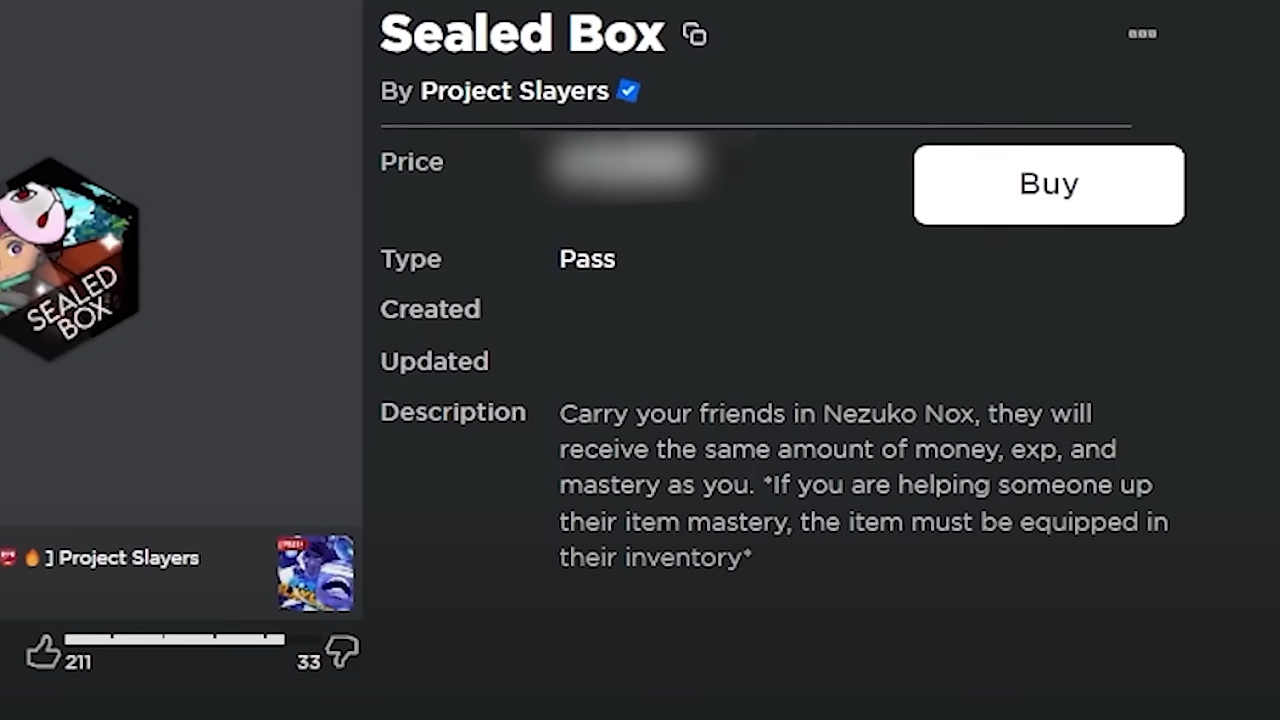 Sealed Box
By Project Slayers
Price
Buy
Type Pass
Created
Updated
Description Carry your friends in Nezuko Nox, they will
receive the same amount of money, exp, and
mastery as you. *If you are helping someone up
their item mastery, the item must be equipped in
their inventory*
SEALED
BOX
] Project Slayers
211
33